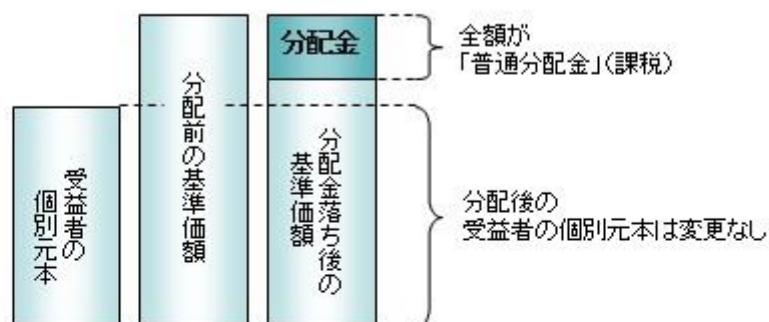 受益者の
個別元本
分配前の基準価額
分配金
分配金落ち後の
基準価額
全額が
「普通分配金」(課税)
分配後の
受益者の個別元本は変更なし